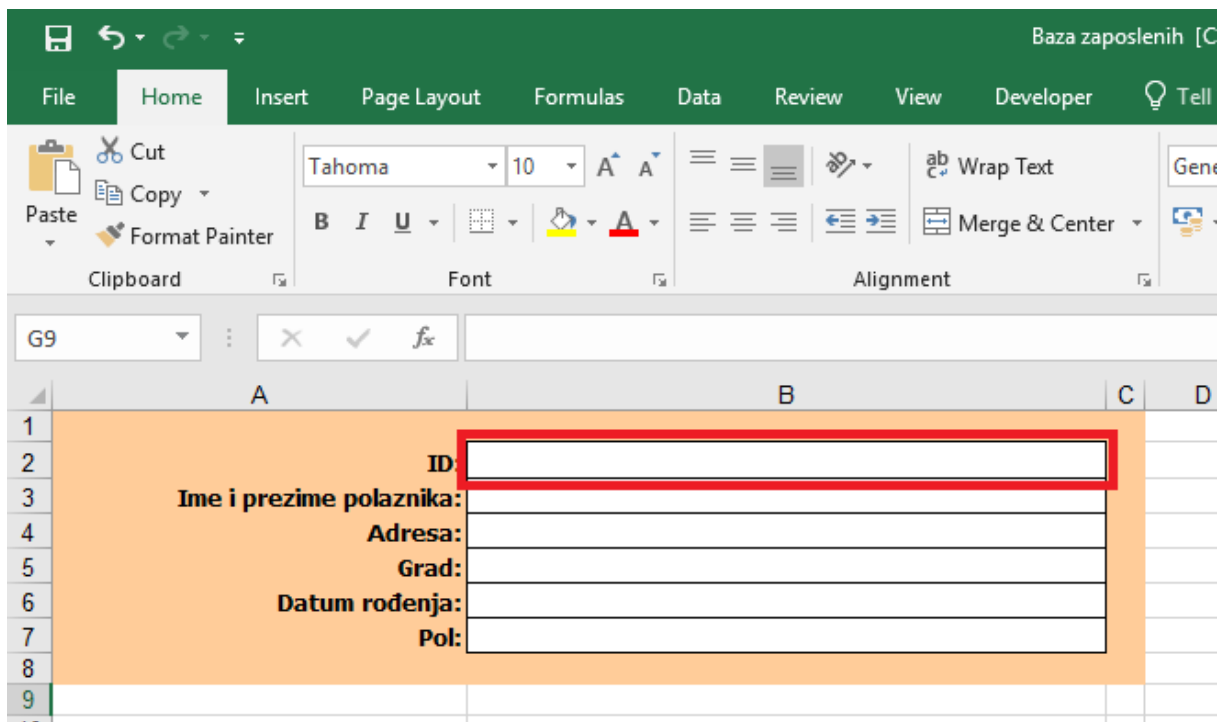 Baza zaposlenih [C
File Home Insert Page Layout Formulas Data Review View Developer Tell
Cut
Tahoma 10 A A ab c Wrap Text Gene
Copy
Paste
Format Painter B I U A Merge & Center
Clipboard Font Alignment
G9 fx
A B C D
1
2 ID:
3 Ime i prezime polaznika:
4 Adresa:
5 Grad:
6 Datum rođenja:
7 Pol:
8
9